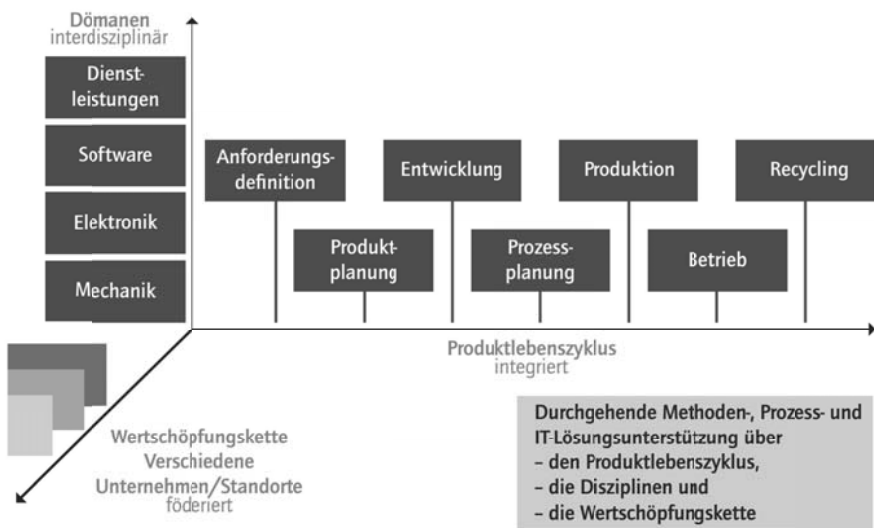 Dömanen
interdisziplinär
Dienst-
leistungen
Software
Elektronik
Mechanik
Anforderungs-
definition
Produkt-
planung
Entwicklung
Prozess-
planung
Produktion
Betrieb
Recycling
Produktlebenszyklus
integriert
Wertschöpfungskette
Verschiedene
Unternehmen/Standorte
föderiert
Durchgehende Methoden-, Prozess- und
IT-Lösungsunterstützung über
– den Produktlebenszyklus,
– die Disziplinen und
– die Wertschöpfungskette